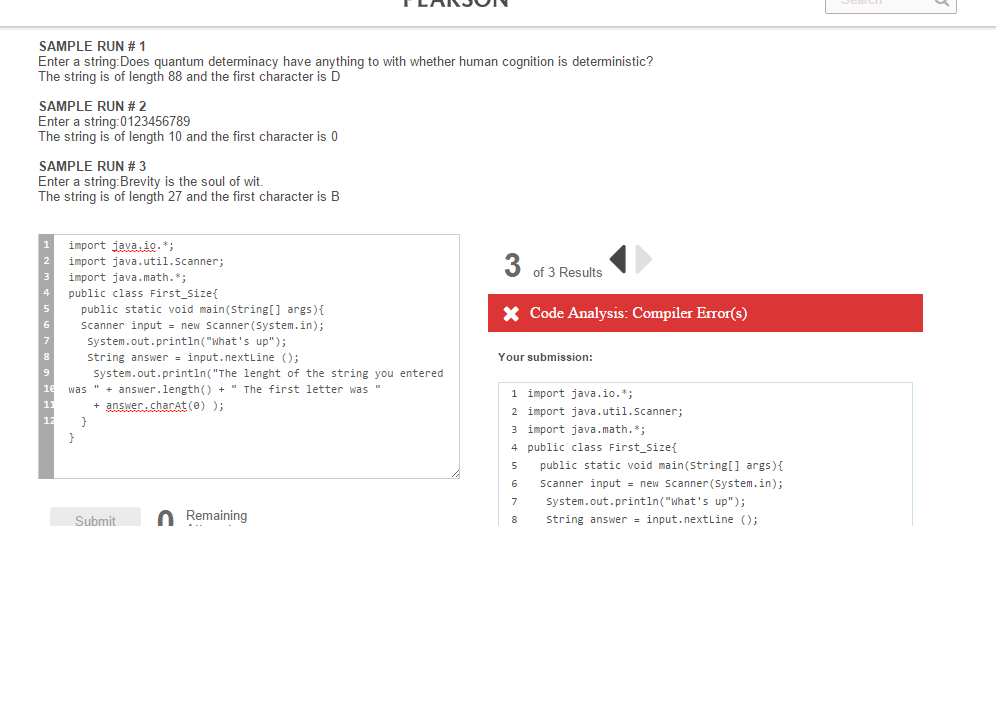 PEARSON
Search
SAMPLE RUN # 1
Enter a string:Does quantum determinacy have anything to with whether human cognition is deterministic?
The string is of length 88 and the first character is D
SAMPLE RUN # 2
Enter a string:0123456789
The string is of length 10 and the first character is 0
SAMPLE RUN # 3
Enter a string:Brevity is the soul of wit.
The string is of length 27 and the first character is B
1 import java.io.*;
2 import java.util.Scanner;
3 import java.math.*;
4 public class First_Size{
5 public static void main(String[] args){
6 Scanner input = new Scanner(System.in);
7 System.out.println("What's up");
8 String answer = input.nextLine ();
9 System.out.println("The lenght of the string you entered
10 was " + answer.length() + " The first letter was "
11 + answer.charAt(0) );
12 }
}
Submit
0 Remaining
3 of 3 Results
Code Analysis: Compiler Error(s)
Your submission:
1 import java.io.*;
2 import java.util.Scanner;
3 import java.math.*;
4 public class First_Size{
5 public static void main(String[] args){
6 Scanner input = new Scanner(System.in);
7 System.out.println("What's up");
8 String answer = input.nextLine ();